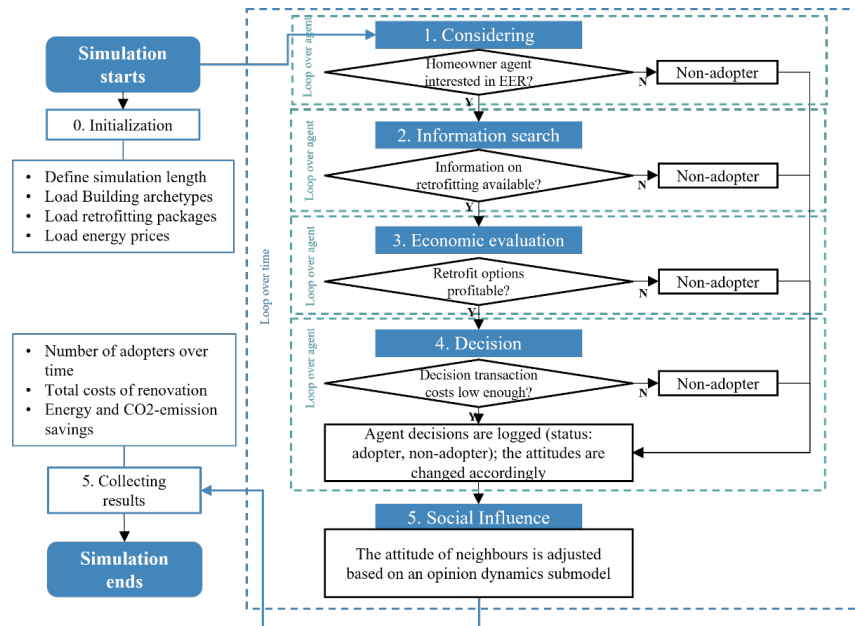 Simulation
starts
0. Initialization
• Define simulation length
• Load Building archetypes
• Load retrofitting packages
• Load energy prices
• Number of adopters over
time
• Total costs of renovation
• Energy and CO2-emission
savings
5. Collecting
results
Simulation
ends
Loop over time
Loop over agent
1. Considering
Homeowner agent
interested in EER?
N
Non-adopter
Y
Loop over agent
2. Information search
Information on
retrofitting available?
N
Non-adopter
Y
Loop over agent
3. Economic evaluation
Retrofit options
profitable?
N
Non-adopter
Y
Loop over agent
4. Decision
Decision transaction
costs low enough?
N
Non-adopter
Y
Agent decisions are logged (status:
adopter, non-adopter); the attitudes are
changed accordingly
5. Social Influence
The attitude of neighbours is adjusted
based on an opinion dynamics submodel